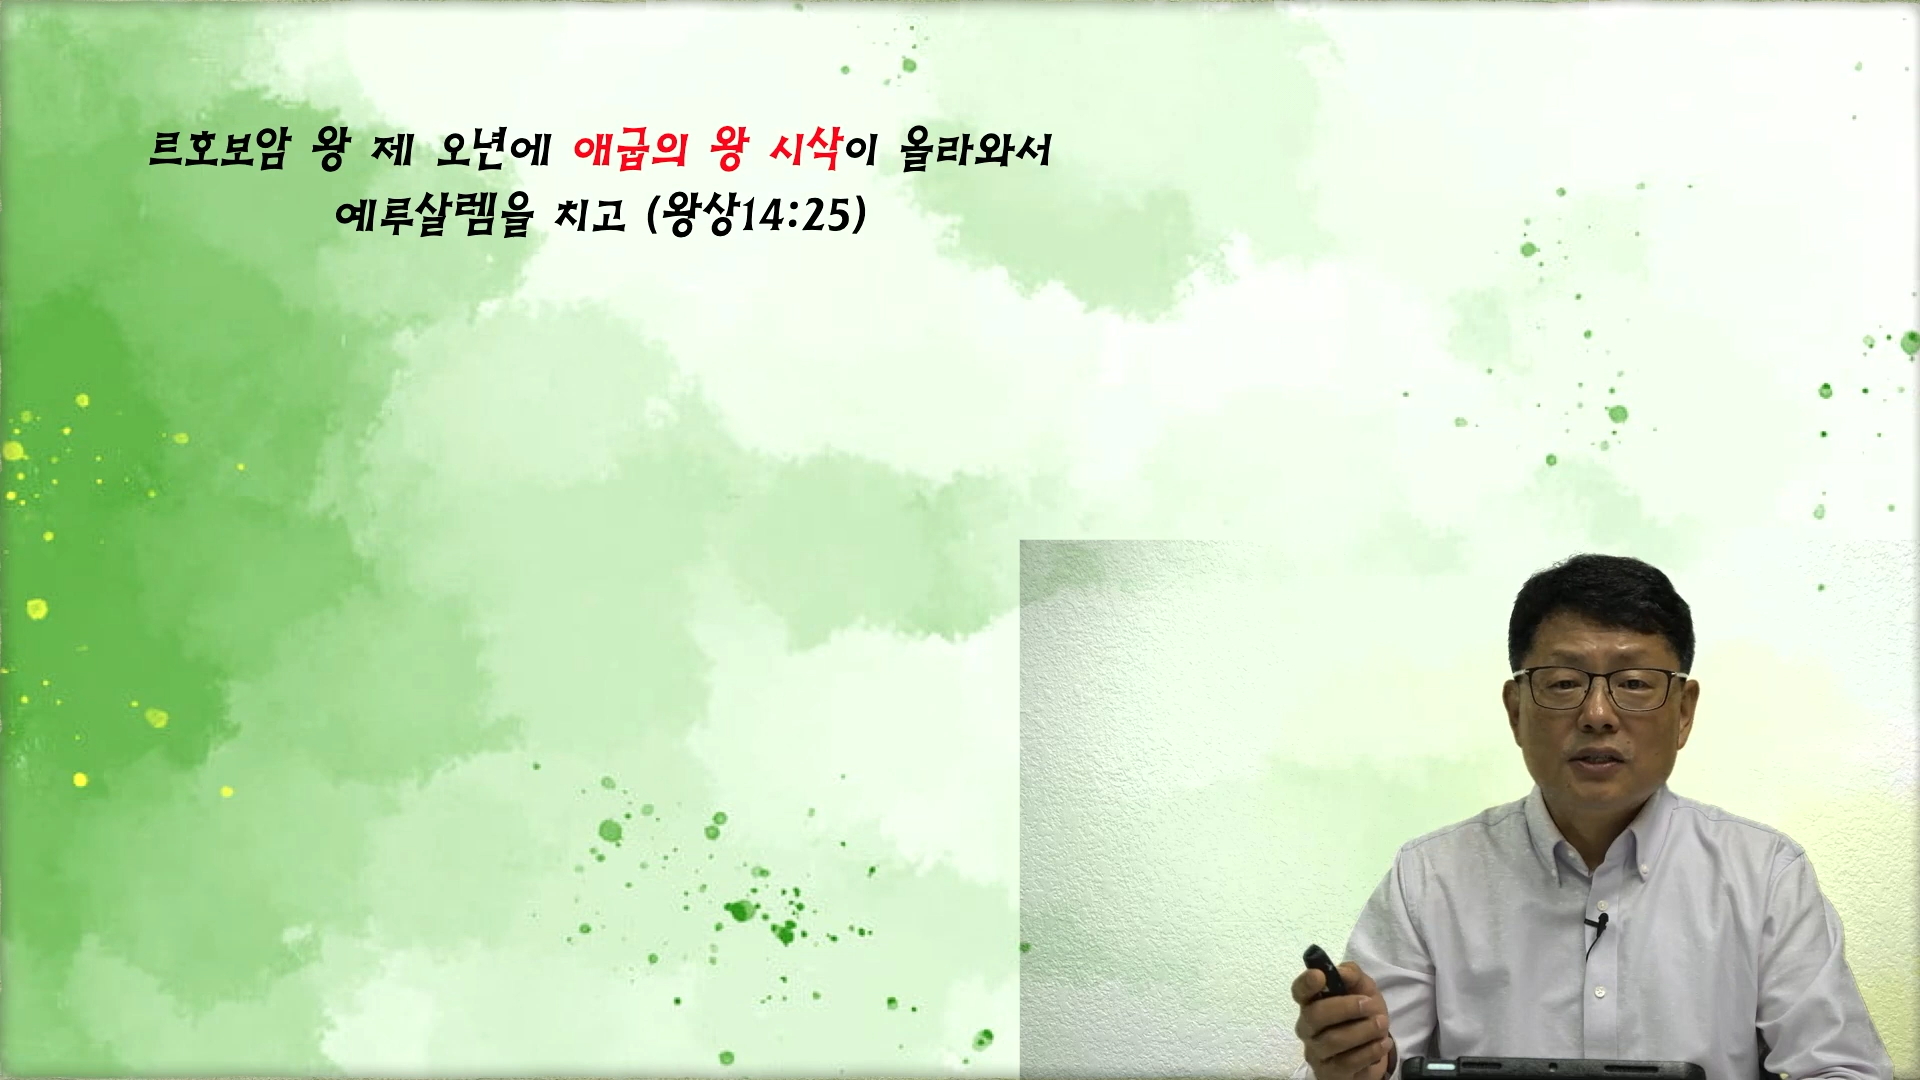 르호보암 왕 제 오년에 애굽의 왕 시삭이 올라와서
예루살렘을 치고 (왕상14:25)